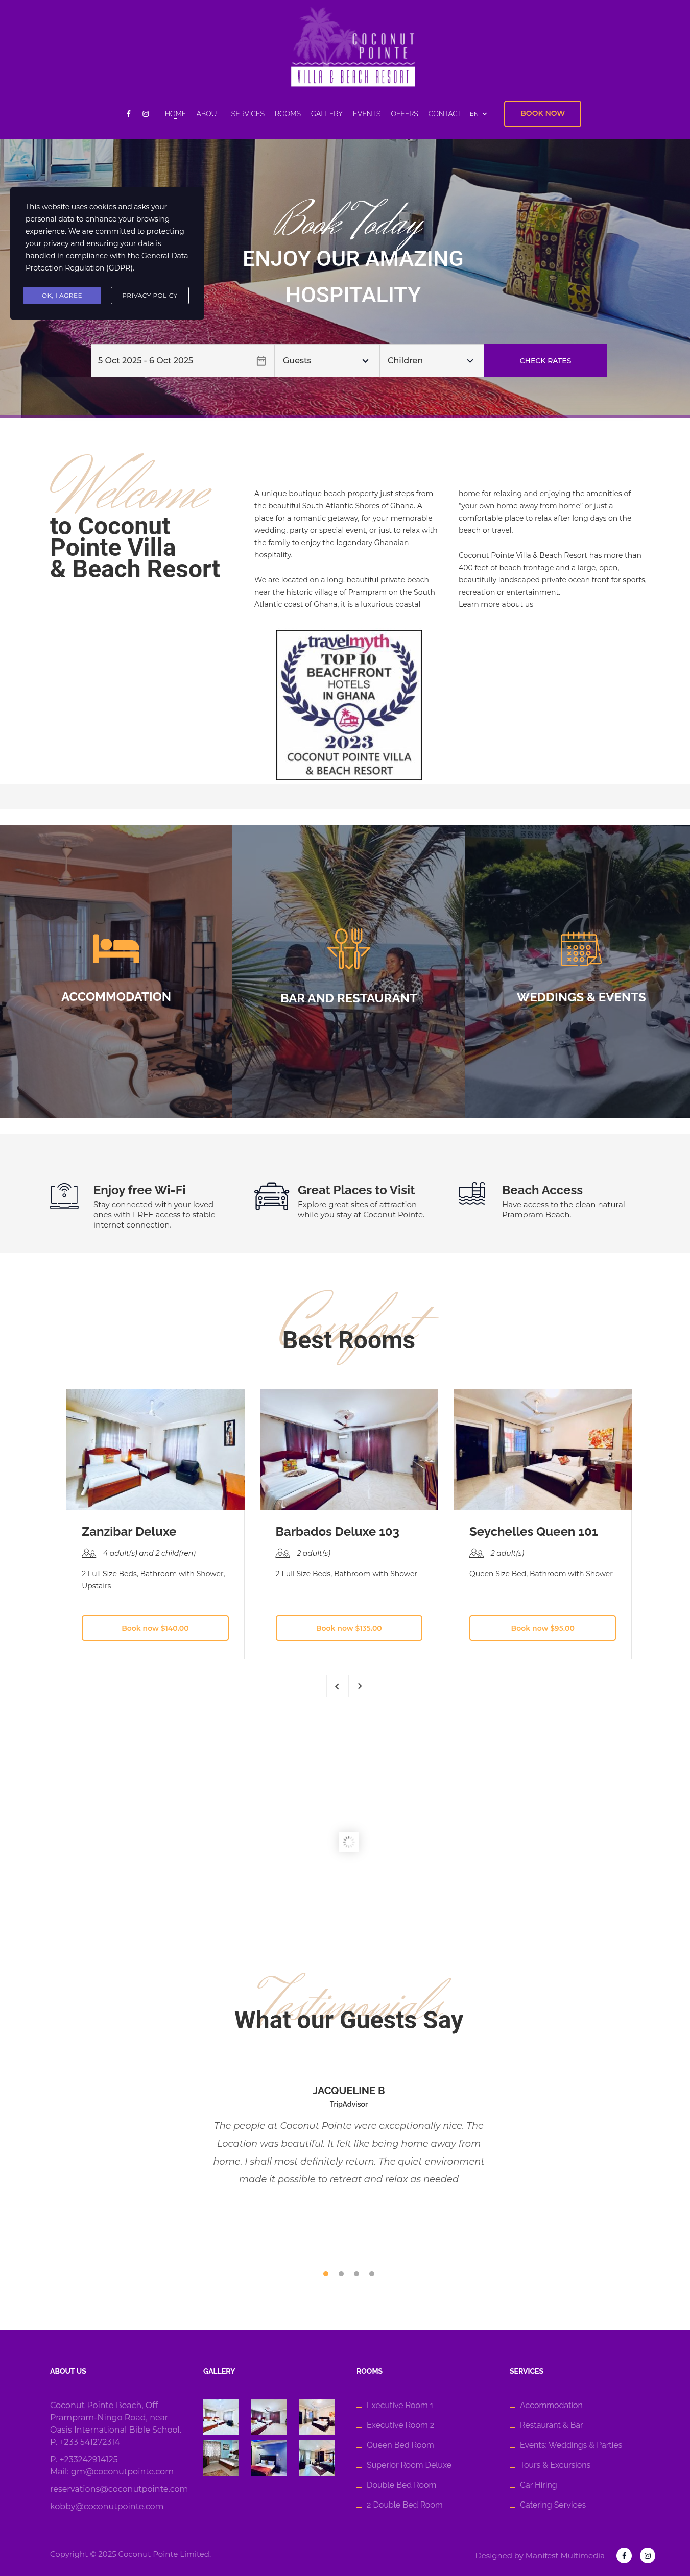 COCONUT
POINTE
VILLA & BEACH RESORT
HOME
ABOUT
SERVICES
ROOMS
GALLERY
EVENTS
OFFERS
CONTACT
EN
BOOK NOW
This website uses cookies and asks your
personal data to enhance your browsing
experience. We are committed to protecting
your privacy and ensuring your data is
handled in compliance with the General Data
Protection Regulation (GDPR).
OK, I AGREE
PRIVACY POLICY
Book Today
ENJOY OUR AMAZING
HOSPITALITY
5 Oct 2025 - 6 Oct 2025
Guests
Children
CHECK RATES
Welcome
to Coconut
Pointe Villa
& Beach Resort
A unique boutique beach property just steps from
the beautiful South Atlantic Shores of Ghana. A
place for a romantic getaway, for your memorable
wedding, party or special event, or just to relax with
the family to enjoy the legendary Ghanaian
hospitality.
We are located on a long, beautiful private beach
near the historic village of Prampram on the South
Atlantic coast of Ghana, it is a luxurious coastal
home for relaxing and enjoying the amenities of
"your own home away from home" or just a
comfortable place to relax after long days on the
beach or travel.
Coconut Pointe Villa & Beach Resort has more than
400 feet of beach frontage and a large, open,
beautifully landscaped private ocean front for sports,
recreation or entertainment.
Learn more about us
travelmyth
TOP 10
BEACHFRONT
HOTELS
IN GHANA
2023
COCONUT POINTE VILLA
& BEACH RESORT
ACCOMMODATION
BAR AND RESTAURANT
WEDDINGS & EVENTS
Enjoy free Wi-Fi
Stay connected with your loved
ones with FREE access to stable
internet connection.
Great Places to Visit
Explore great sites of attraction
while you stay at Coconut Pointe.
Beach Access
Have access to the clean natural
Prampram Beach.
Comfort
Best Rooms
Zanzibar Deluxe
4 adult(s) and 2 child(ren)
2 Full Size Beds, Bathroom with Shower,
Upstairs
Book now $140.00
Barbados Deluxe 103
2 adult(s)
2 Full Size Beds, Bathroom with Shower
Book now $135.00
Seychelles Queen 101
2 adult(s)
Queen Size Bed, Bathroom with Shower
Book now $95.00
Testimonials
What our Guests Say
JACQUELINE B
TripAdvisor
The people at Coconut Pointe were exceptionally nice. The
Location was beautiful. It felt like being home away from
home. I shall most definitely return. The quiet environment
made it possible to retreat and relax as needed
ABOUT US
Coconut Pointe Beach, Off
Prampram-Ningo Road, near
Oasis International Bible School.
P. +233 541272314
P. +233242914125
Mail: gm@coconutpointe.com
reservations@coconutpointe.com
kobby@coconutpointe.com
GALLERY
ROOMS
Executive Room 1
Executive Room 2
Queen Bed Room
Superior Room Deluxe
Double Bed Room
2 Double Bed Room
SERVICES
Accommodation
Restaurant & Bar
Events: Weddings & Parties
Tours & Excursions
Car Hiring
Catering Services
Copyright © 2025 Coconut Pointe Limited.
Designed by Manifest Multimedia